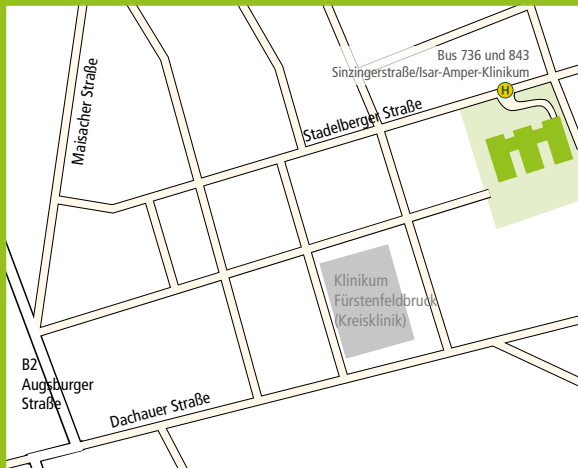 Bus 736 und 843
Sinzingerstraße/Isar-Amper-Klinikum
H
Maisacher Straße
Stadelberger Straße
Klinikum
Fürstenfeldbruck
(Kreisklinik)
B2
Augsburger
Straße
Dachauer Straße